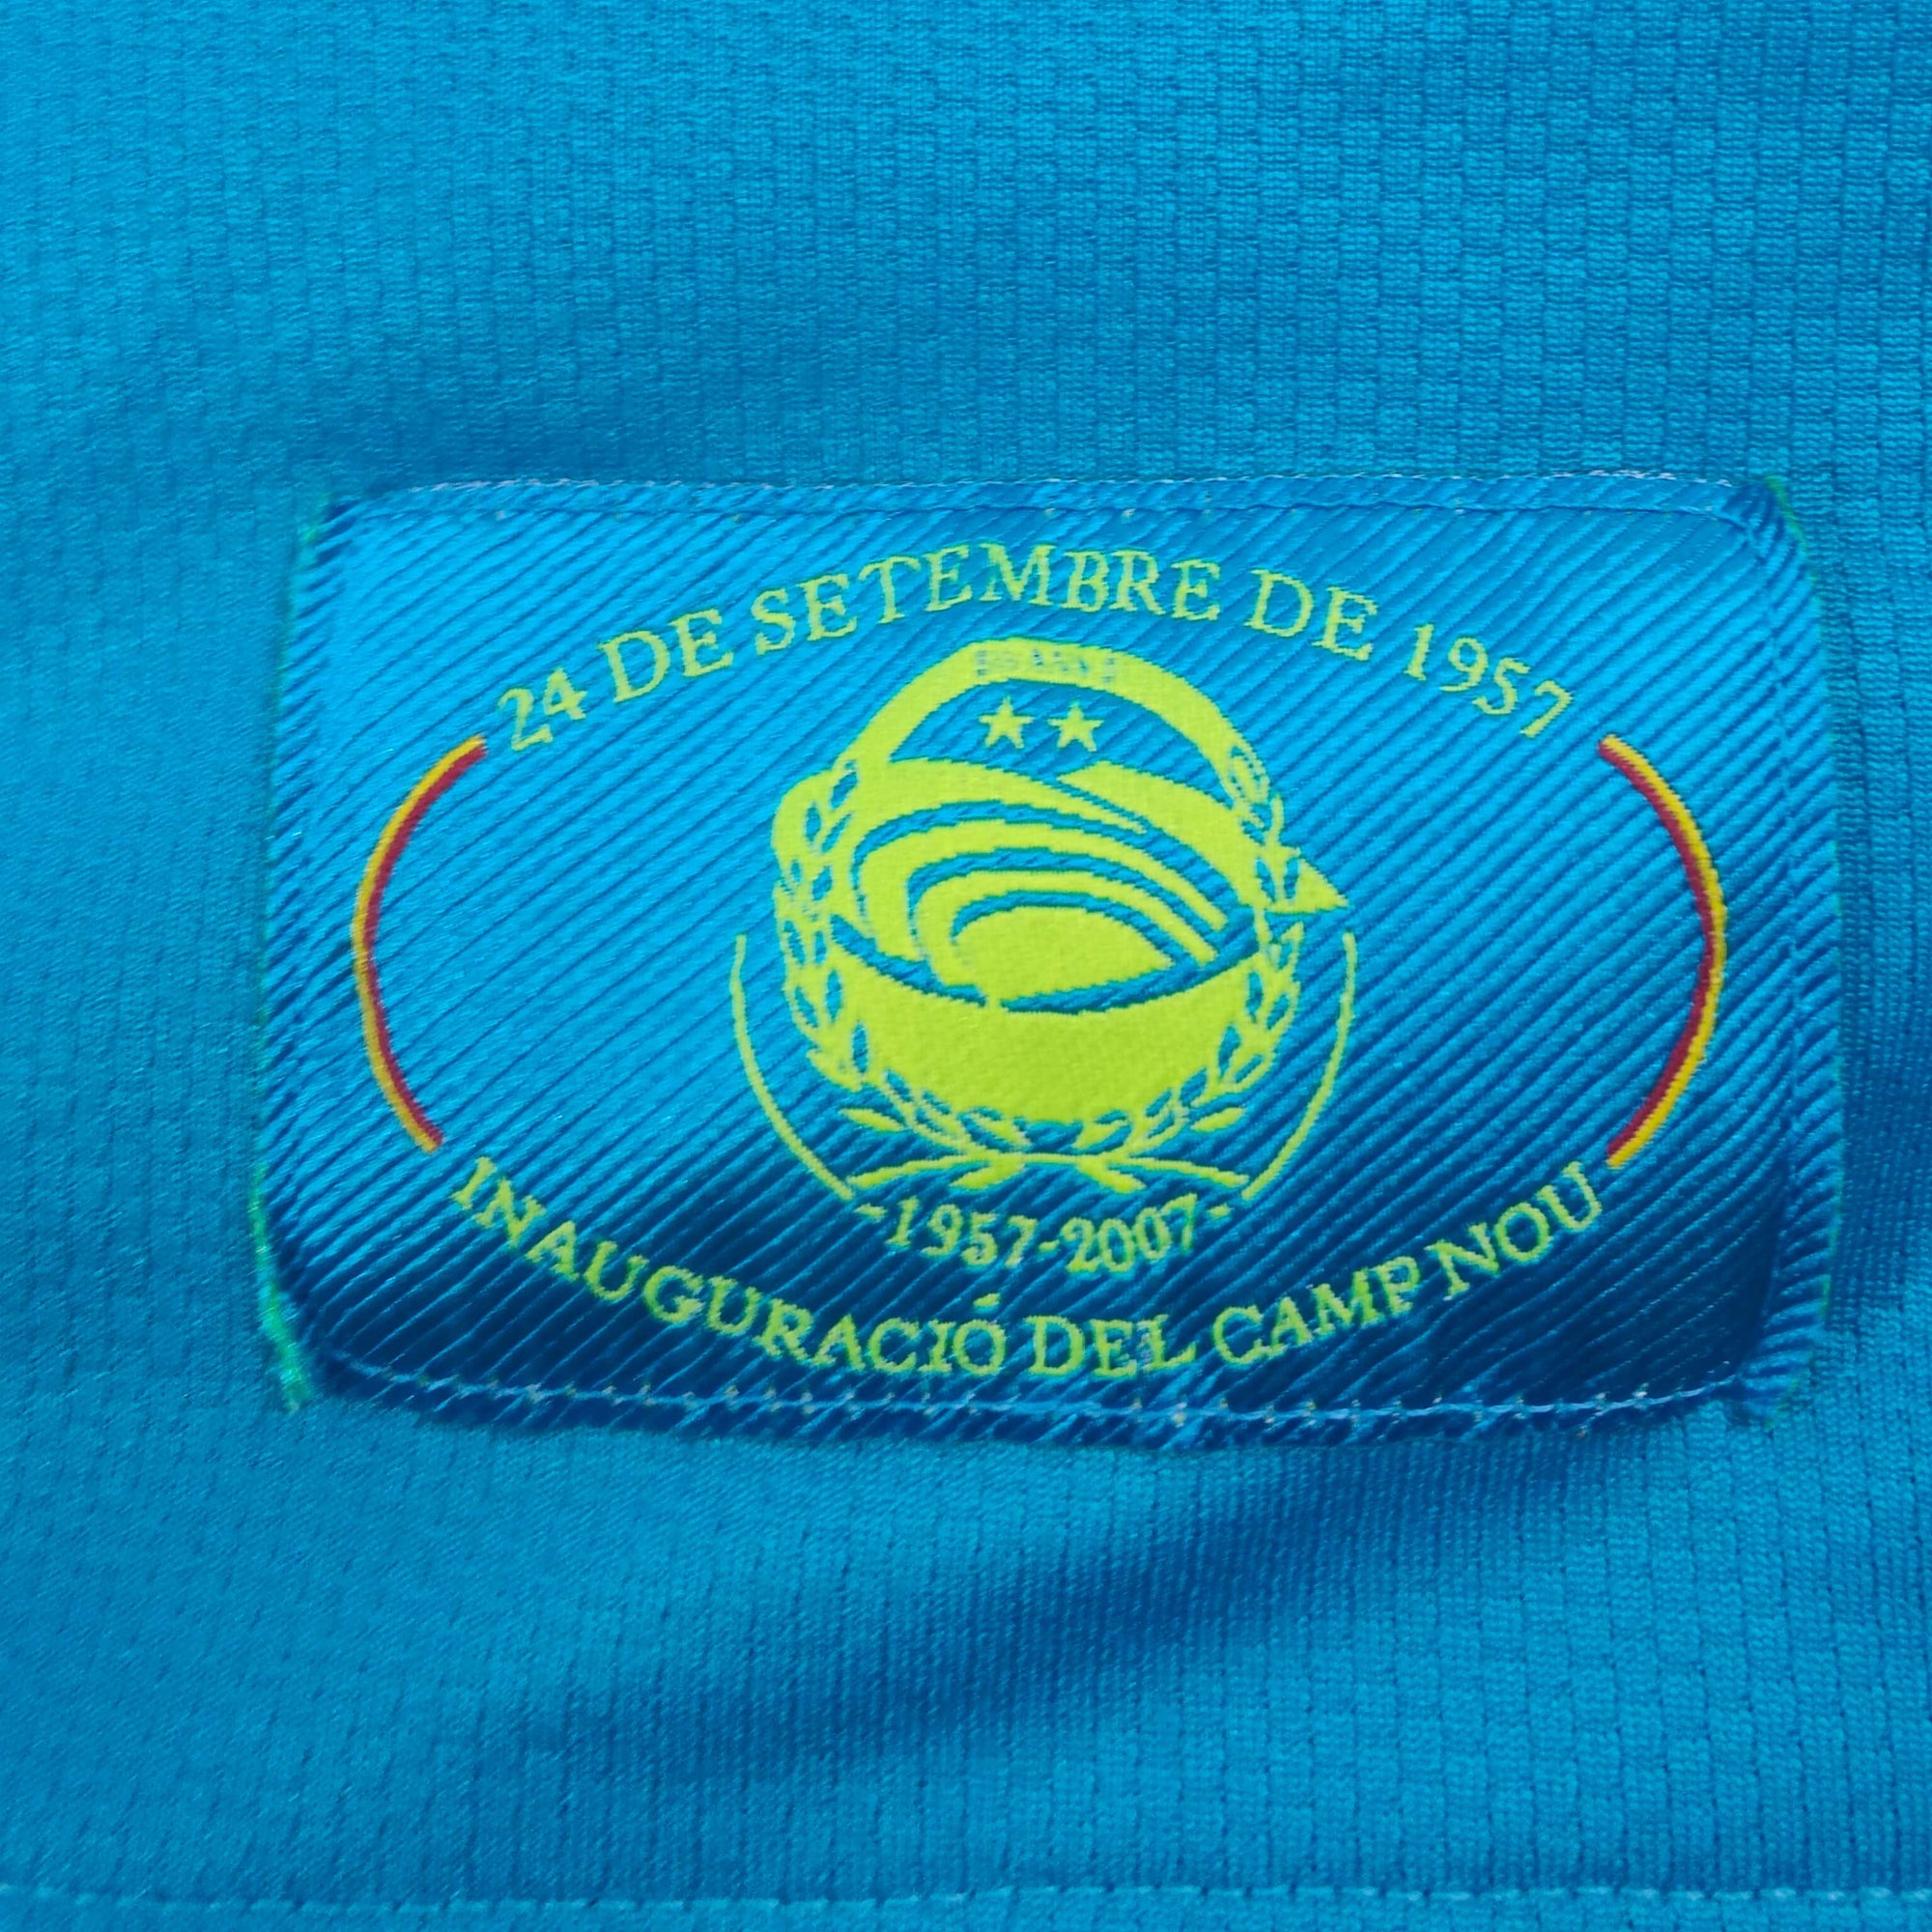 24 DE SETEMBRE DE 1957
-1957-2007-
INAUGURACIÓ DEL CAMP NOU